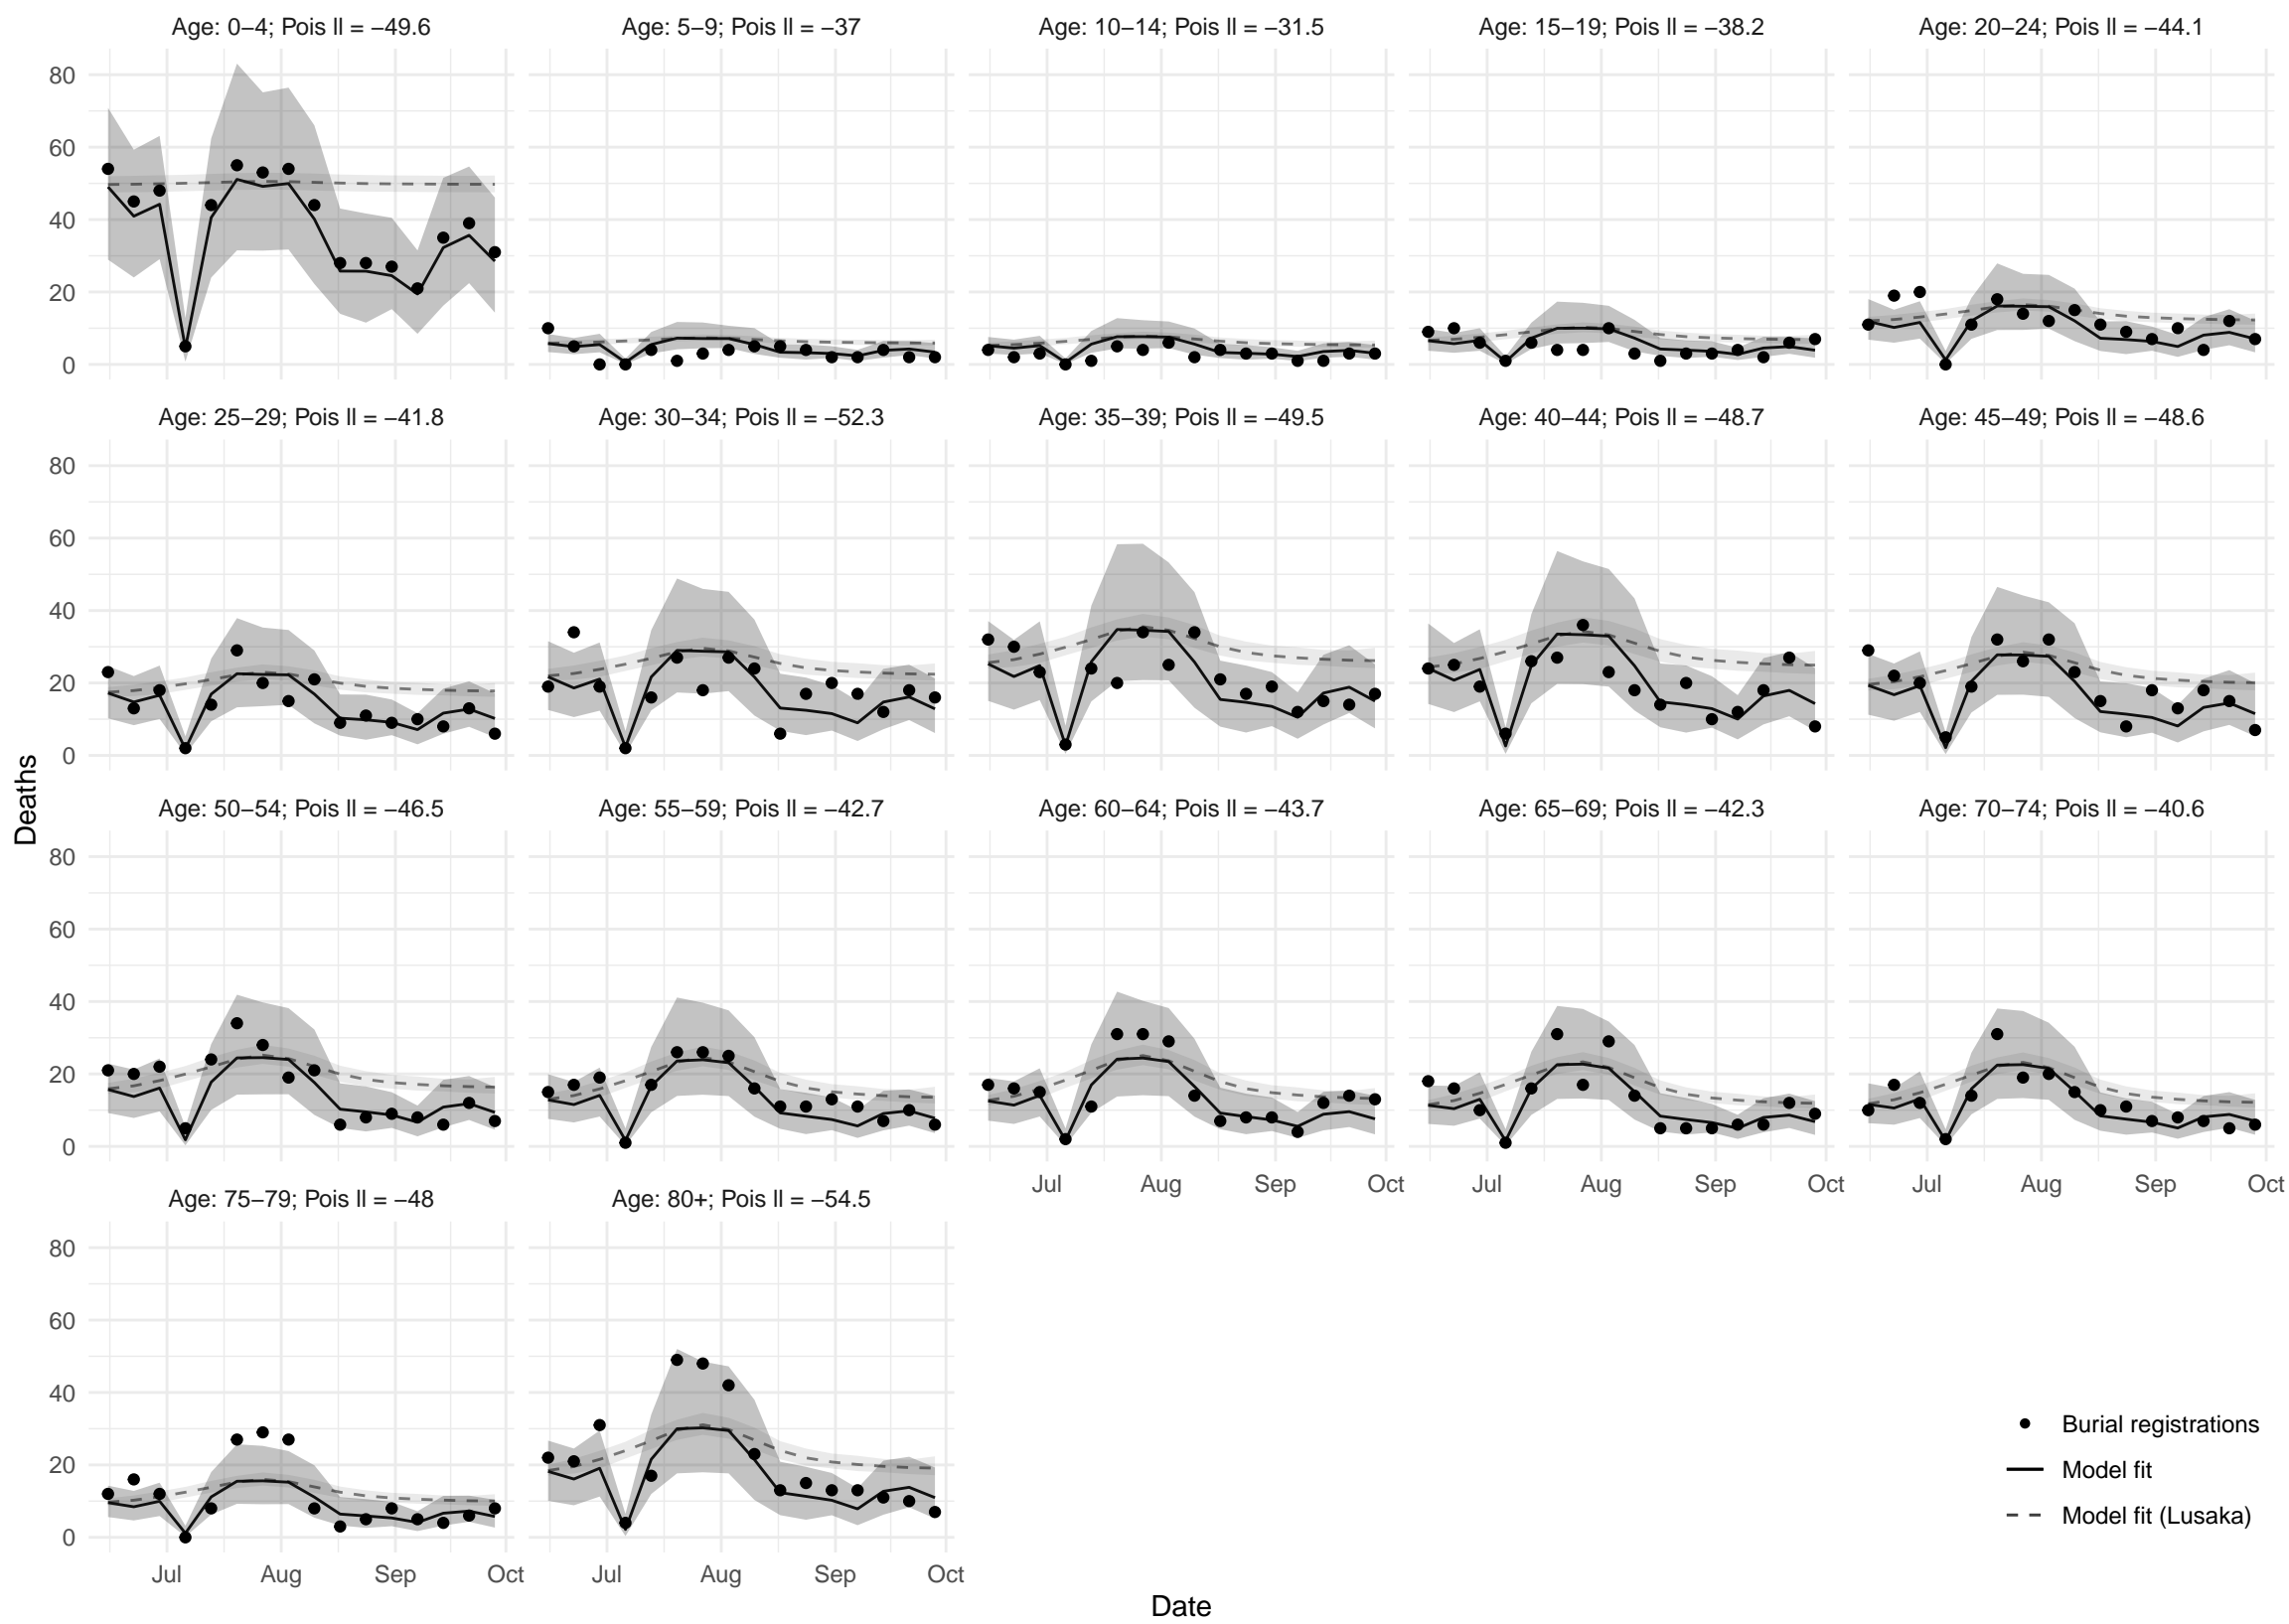 Age: 0−4; Pois ll = −49.6
Age: 5−9; Pois ll = −37
Age: 10−14; Pois ll = −31.5
Age: 15−19; Pois ll = −38.2
Age: 20−24; Pois ll = −44.1
80
60
40
20
0
Age: 25−29; Pois ll = −41.8
Age: 30−34; Pois ll = −52.3
Age: 35−39; Pois ll = −49.5
Age: 40−44; Pois ll = −48.7
Age: 45−49; Pois ll = −48.6
80
60
40
20
0
Deaths
Age: 50−54; Pois ll = −46.5
Age: 55−59; Pois ll = −42.7
Age: 60−64; Pois ll = −43.7
Age: 65−69; Pois ll = −42.3
Age: 70−74; Pois ll = −40.6
80
60
40
20
0
Jul Aug Sep Oct
Jul Aug Sep Oct
Jul Aug Sep Oct
Age: 75−79; Pois ll = −48
Age: 80+; Pois ll = −54.5
80
60
40
20
0
Jul Aug Sep Oct
Jul Aug Sep Oct
Burial registrations
Model fit
Model fit (Lusaka)
Date